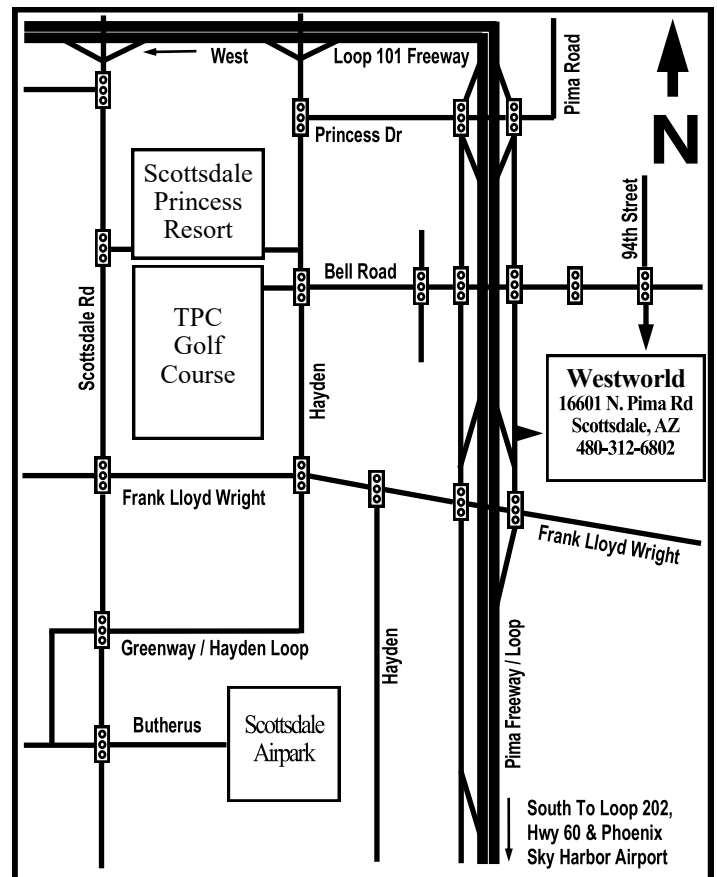 West
Loop 101 Freeway
Pima Road
N
Princess Dr
Scottsdale
Princess
Resort
94th Street
Bell Road
Scottsdale Rd
TPC
Golf
Course
Hayden
Westworld
16601 N. Pima Rd
Scottsdale, AZ
480-312-6802
Frank Lloyd Wright
Frank Lloyd Wright
Greenway / Hayden Loop
Hayden
Pima Freeway / Loop
Butherus
Scottsdale
Airpark
South To Loop 202,
Hwy 60 & Phoenix
Sky Harbor Airport